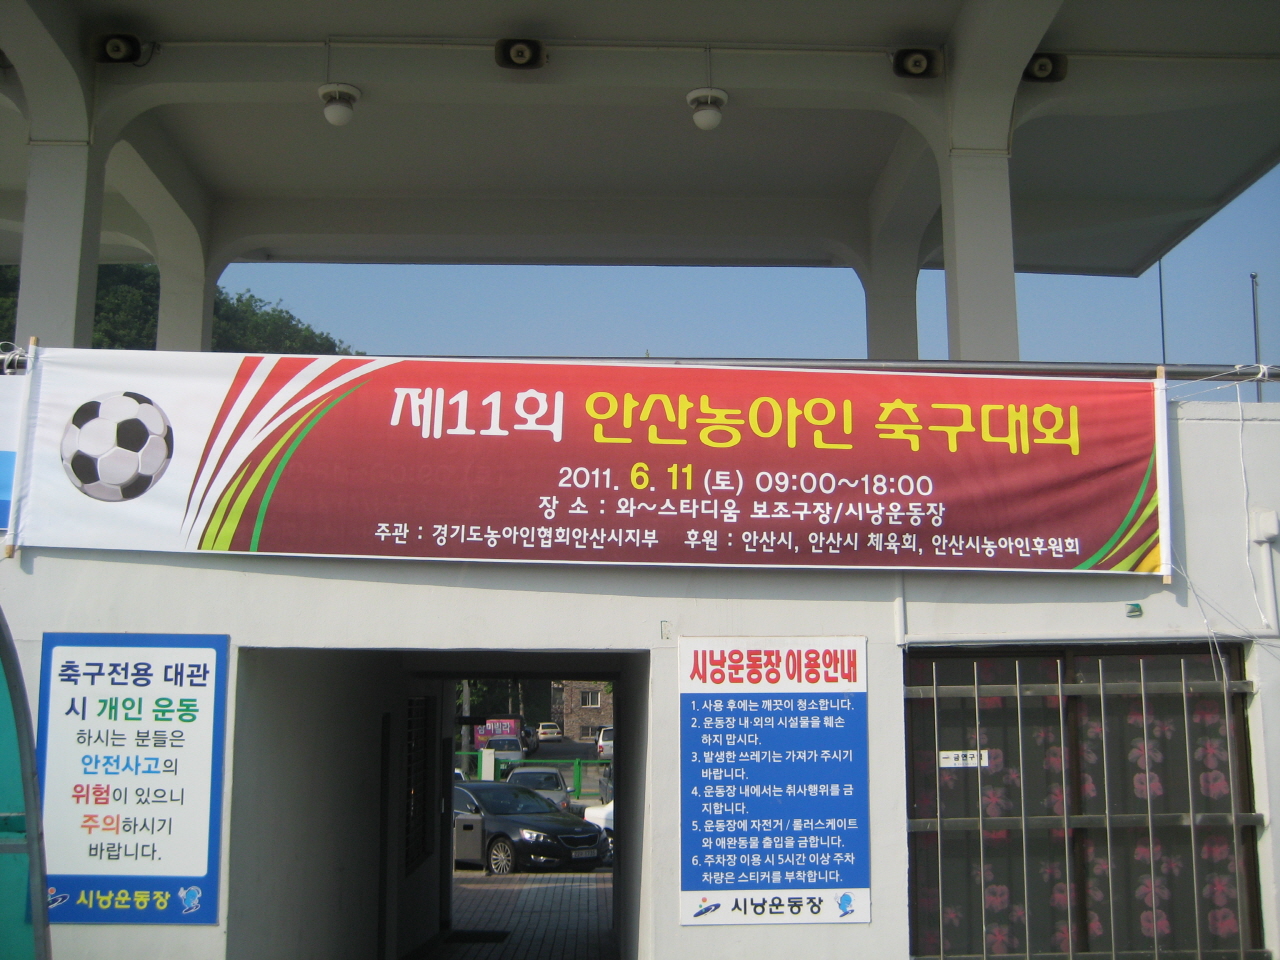 제11회 안산농아인 축구대회
2011. 6. 11 (토) 09:00~18:00
장 소 : 와~스타디움 보조구장/시낭운동장
주관 : 경기도농아인협회안산시지부 후원 : 안산시, 안산시 체육회, 안산시농아인후원회
축구전용 대관
시 개인 운동
하시는 분들은
안전사고의
위험이 있으니
주의하시기
바랍니다.
시낭운동장
시낭운동장 이용안내
1. 사용 후에는 깨끗이 청소합니다.
2. 운동장 내·외의 시설물을 훼손
하지 맙시다.
3. 발생한 쓰레기는 가져가 주시기
바랍니다.
4. 운동장 내에서는 취사행위를 금
지합니다.
5. 운동장에 자전거 / 롤러스케이트
와 애완동물 출입을 금합니다.
6. 주차장 이용 시 5시간 이상 주차
차량은 스티커를 부착합니다.
시낭운동장